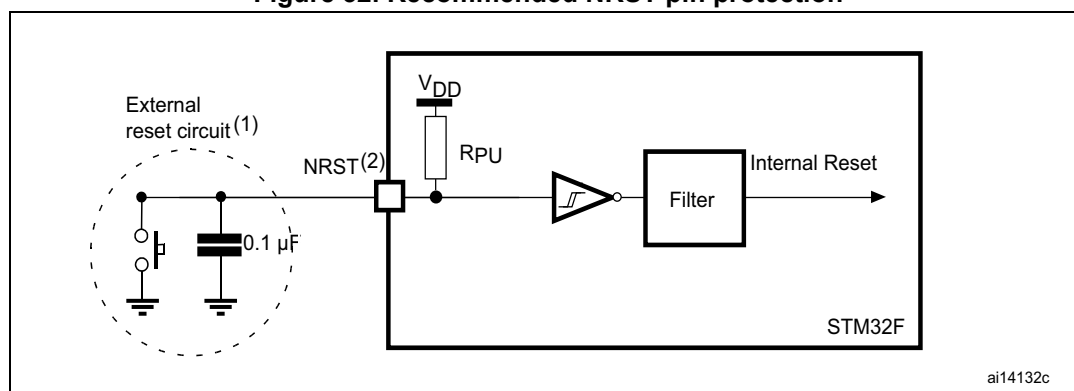 Figure 32. Recommended NRST pin protection
External
reset circuit(1)
NRST(2)
VDD
RPU
Filter
Internal Reset
0.1 µF
STM32F
ai14132c